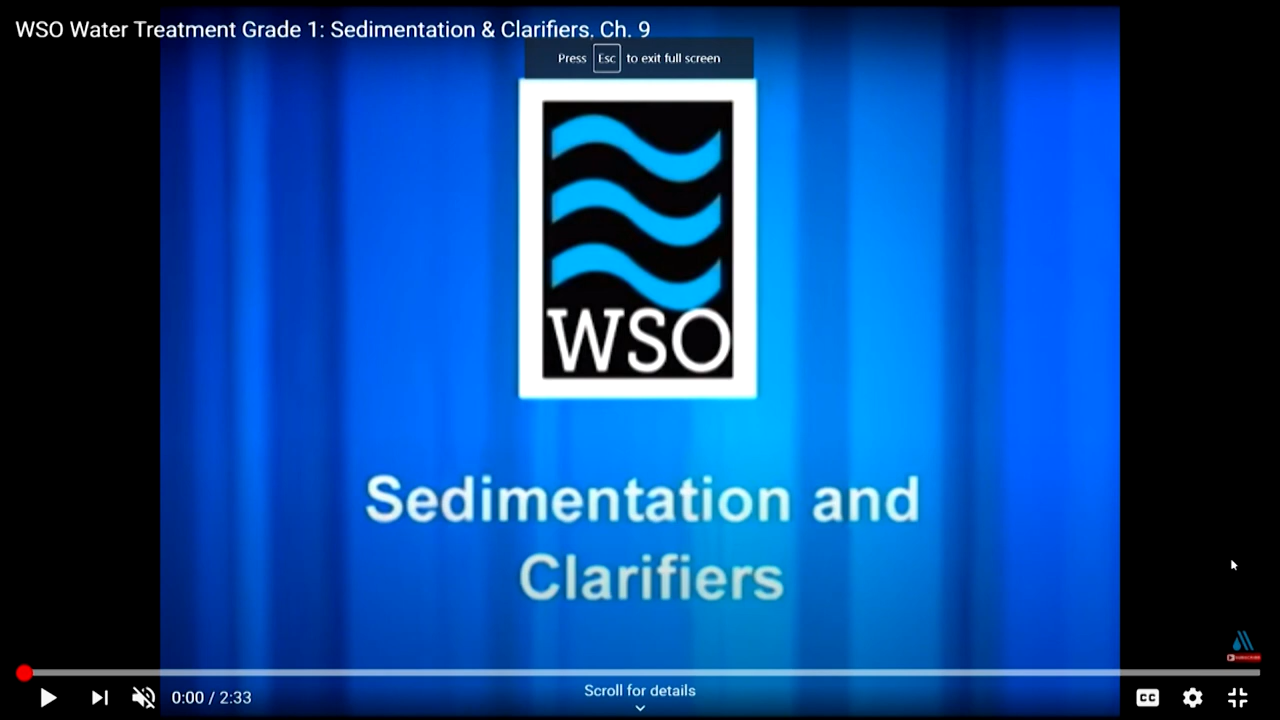 WSO Water Treatment Grade 1: Sedimentation & Clarifiers. Ch. 9
Press Esc to exit full screen
WSO
Sedimentation and
Clarifiers
0:00 / 2:33
Scroll for details
CC